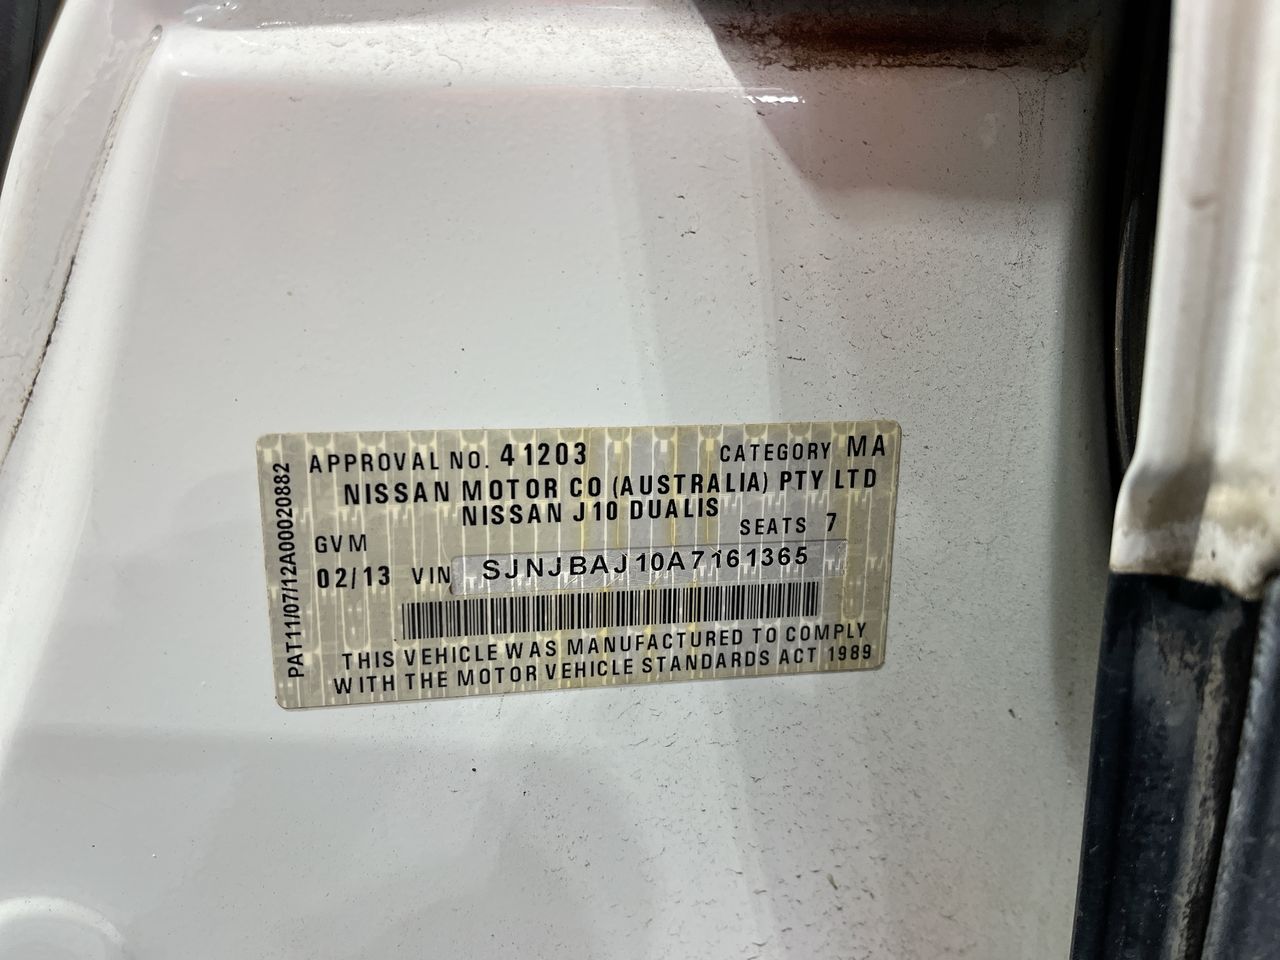 PAT11/07/12A00020882
APPROVAL NO. 41203 CATEGORY MA
NISSAN MOTOR CO (AUSTRALIA) PTY LTD
NISSAN J10 DUALIS
SEATS 7
GVM
02/13 VIN SJNJBAJ10A7161365
THIS VEHICLE WAS MANUFACTURED TO COMPLY
WITH THE MOTOR VEHICLE STANDARDS ACT 1989